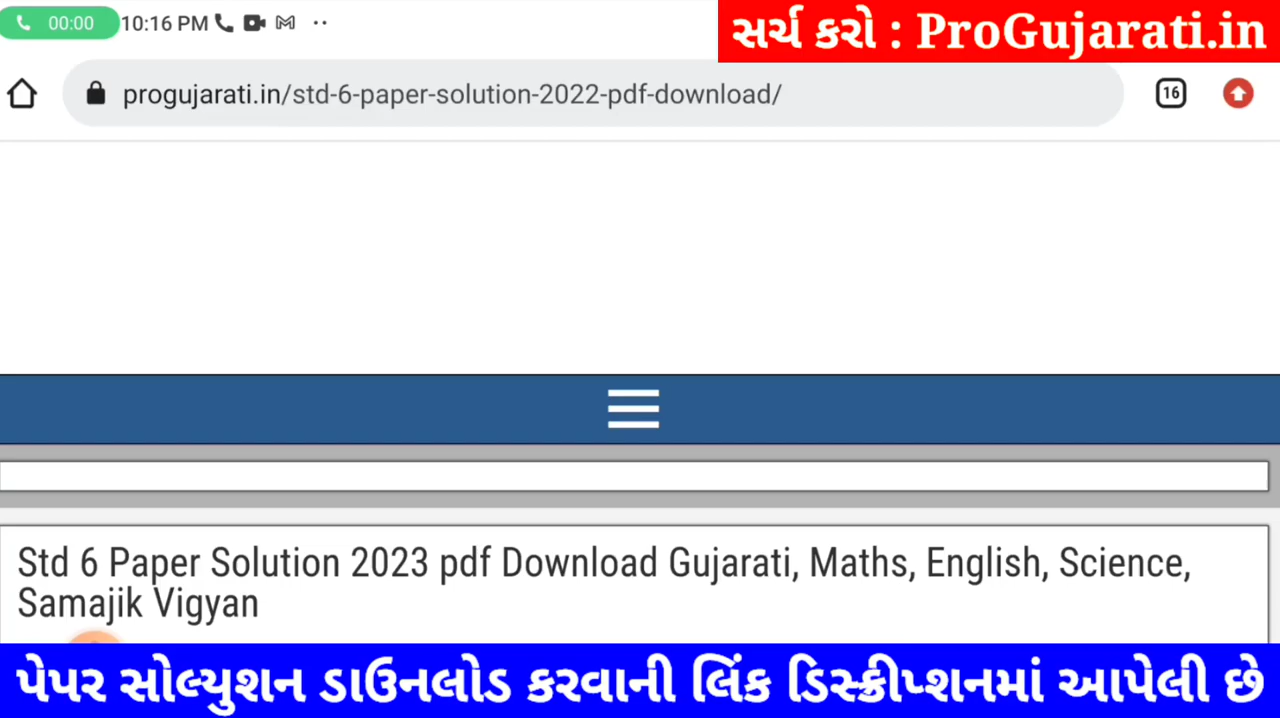 00:00 10:16 PM
સર્ચ કરો : ProGujarati.in
progujarati.in/std-6-paper-solution-2022-pdf-download/
16
Std 6 Paper Solution 2023 pdf Download Gujarati, Maths, English, Science,
Samajik Vigyan
પેપર સોલ્યુશન ડાઉનલોડ કરવાની લિંક ડિસ્ક્રીપ્શનમાં આપેલી છે